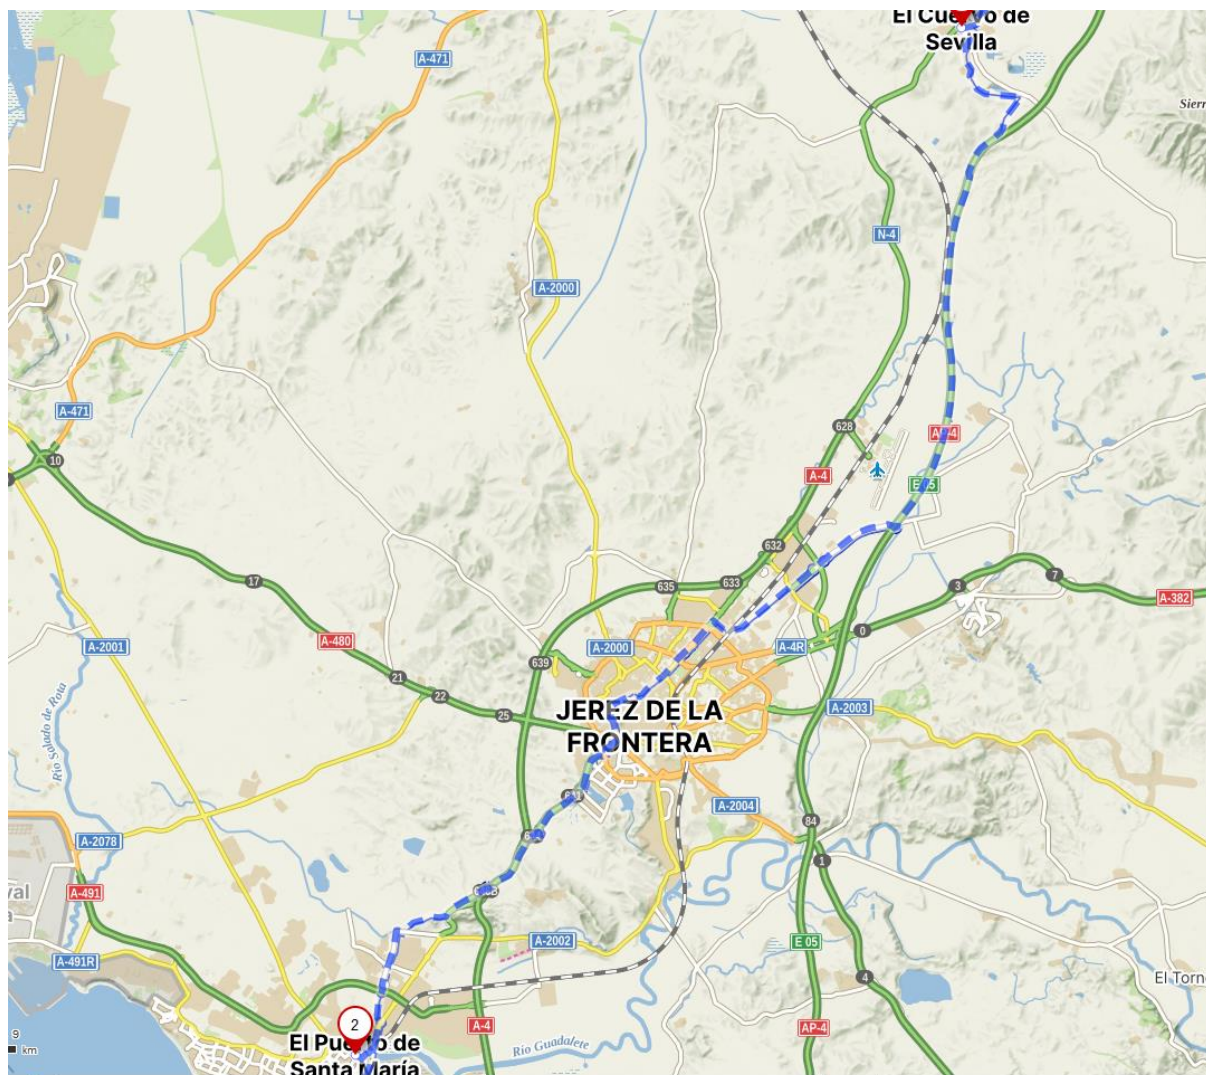 El Cuervo de
Sevilla
A-471
Sierr
N-4
A-2000
A-471
628
10
A-4
632
17
635
633
3
7
A-382
0
A-480
A-2000
A-4R
A-2001
639
21
22
25
JEREZ DE LA
FRONTERA
A-2003
Río Salado de Rota
A-2004
84
A-2078
1
A-491
A-2002
E 05
A-491R
4
El Torno
2
A-4
AP-4
9
km
El Puerto de
Santa María
Río Guadalete